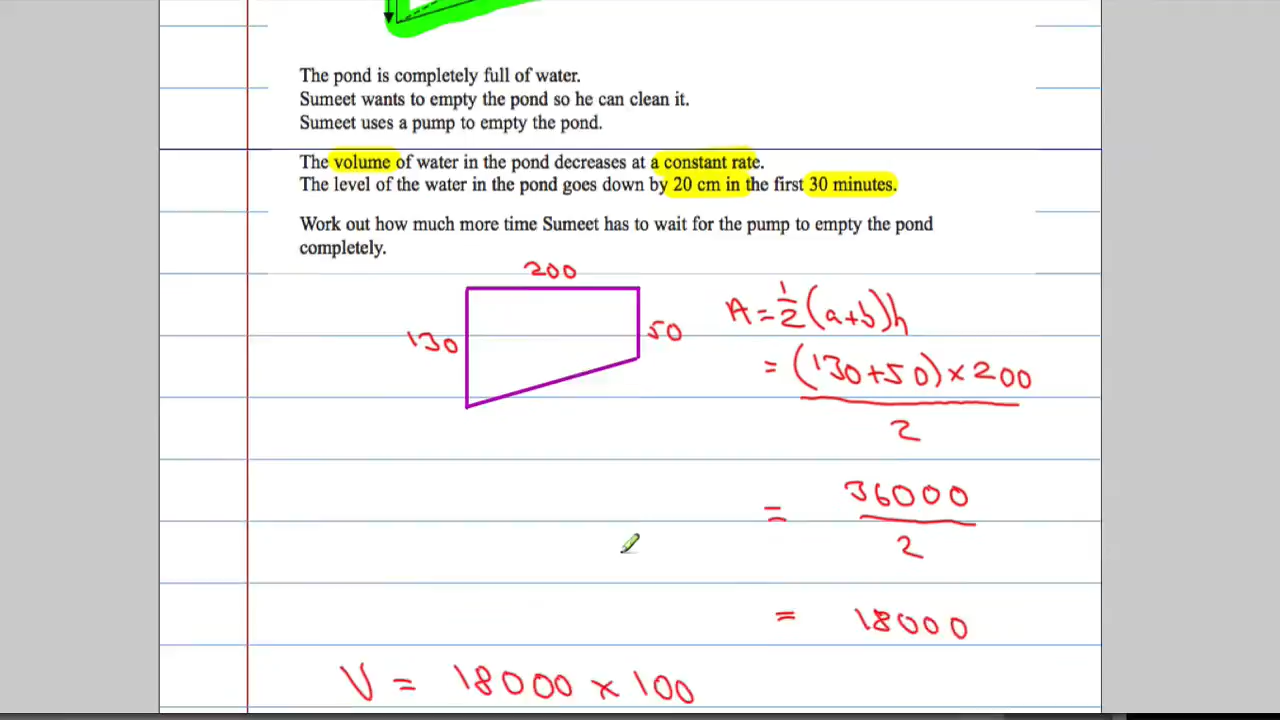 The pond is completely full of water.
Sumeet wants to empty the pond so he can clean it.
Sumeet uses a pump to empty the pond.
The volume of water in the pond decreases at a constant rate.
The level of the water in the pond goes down by 20 cm in the first 30 minutes.
Work out how much more time Sumeet has to wait for the pump to empty the pond
completely.
200
130
50
A = 1/2 (a+b)h
= (130+50) × 200
2
= 36000
2
= 18000
V = 18000 × 100